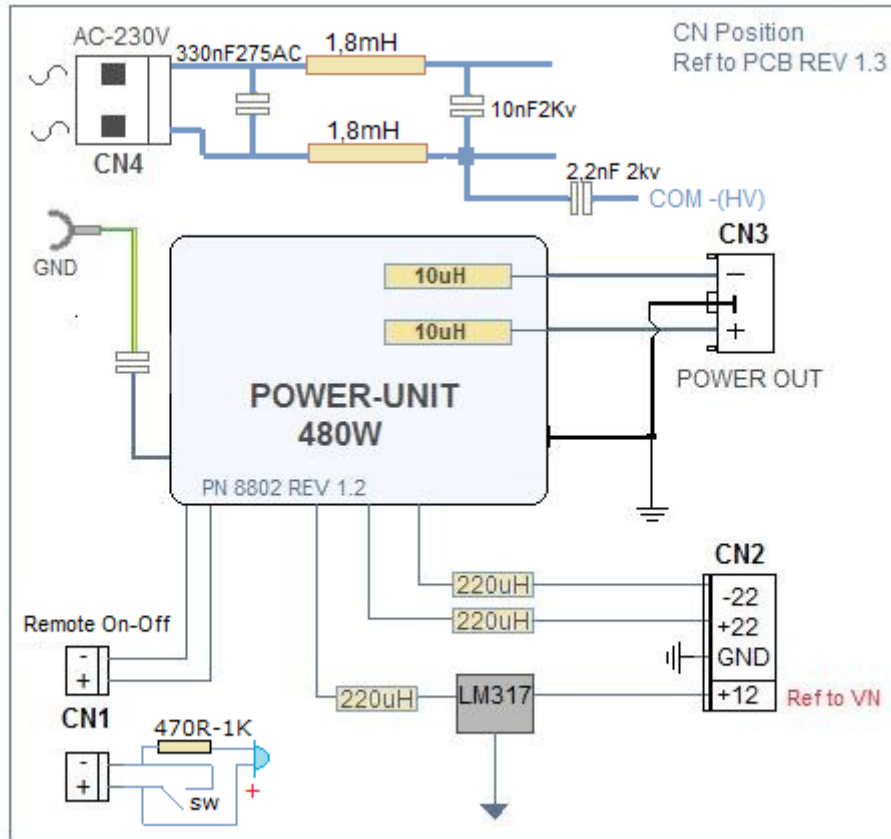 AC-230V
330nF275AC
1,8mH
CN Position
Ref to PCB REV 1.3
10nF2Kv
1,8mH
CN4
2,2nF 2kv
COM -(HV)
CN3
GND
10uH
−
10uH
+
POWER OUT
POWER-UNIT
480W
PN 8802 REV 1.2
CN2
220uH
-22
220uH
+22
Remote On-Off
GND
-
+
220uH
LM317
+12
Ref to VN
CN1
470R-1K
-
+
sw
+